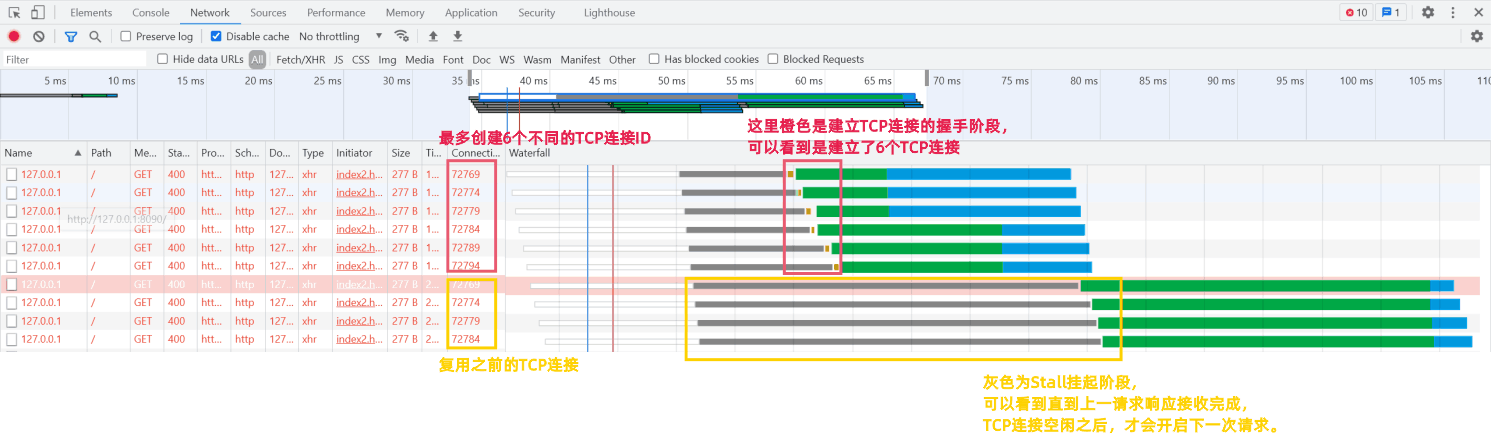 Elements Console Network Sources Performance Memory Application Security Lighthouse 10 1
Preserve log Disable cache No throttling
Filter Hide data URLs All Fetch/XHR JS CSS Img Media Font Doc WS Wasm Manifest Other Has blocked cookies Blocked Requests
5 ms 10 ms 15 ms 20 ms 25 ms 30 ms 35 ms 40 ms 45 ms 50 ms 55 ms 60 ms 65 ms 70 ms 75 ms 80 ms 85 ms 90 ms 95 ms 100 ms 105 ms 110
最多创建6个不同的TCP连接ID
这里橙色是建立TCP连接的握手阶段，
可以看到是建立了6个TCP连接
Name Path Me... Sta... Pro... Sch... Do... Type Initiator Size Ti... Connecti... Waterfall
127.0.0.1 / GET 400 htt... http 127... xhr index2.h... 277 B 1... 72769
127.0.0.1 / GET 400 htt... http 127... xhr index2.h... 277 B 1... 72774
127.0.0.1 / GET 400 htt... http 127... xhr index2.h... 277 B 1... 72779
http://127.0.0.1:8090/
127.0.0.1 / GET 400 htt... http 127... xhr index2.h... 277 B 1... 72784
127.0.0.1 / GET 400 htt... http 127... xhr index2.h... 277 B 1... 72789
127.0.0.1 / GET 400 htt... http 127... xhr index2.h... 277 B 1... 72794
127.0.0.1 / GET 400 htt... http 127... xhr index2.h... 277 B 2... 72769
127.0.0.1 / GET 400 htt... http 127... xhr index2.h... 277 B 2... 72774
127.0.0.1 / GET 400 htt... http 127... xhr index2.h... 277 B 2... 72779
127.0.0.1 / GET 400 htt... http 127... xhr index2.h... 277 B 2... 72784
复用之前的TCP连接
灰色为Stall挂起阶段，
可以看到直到上一请求响应接收完成，
TCP连接空闲之后，才会开启下一次请求。